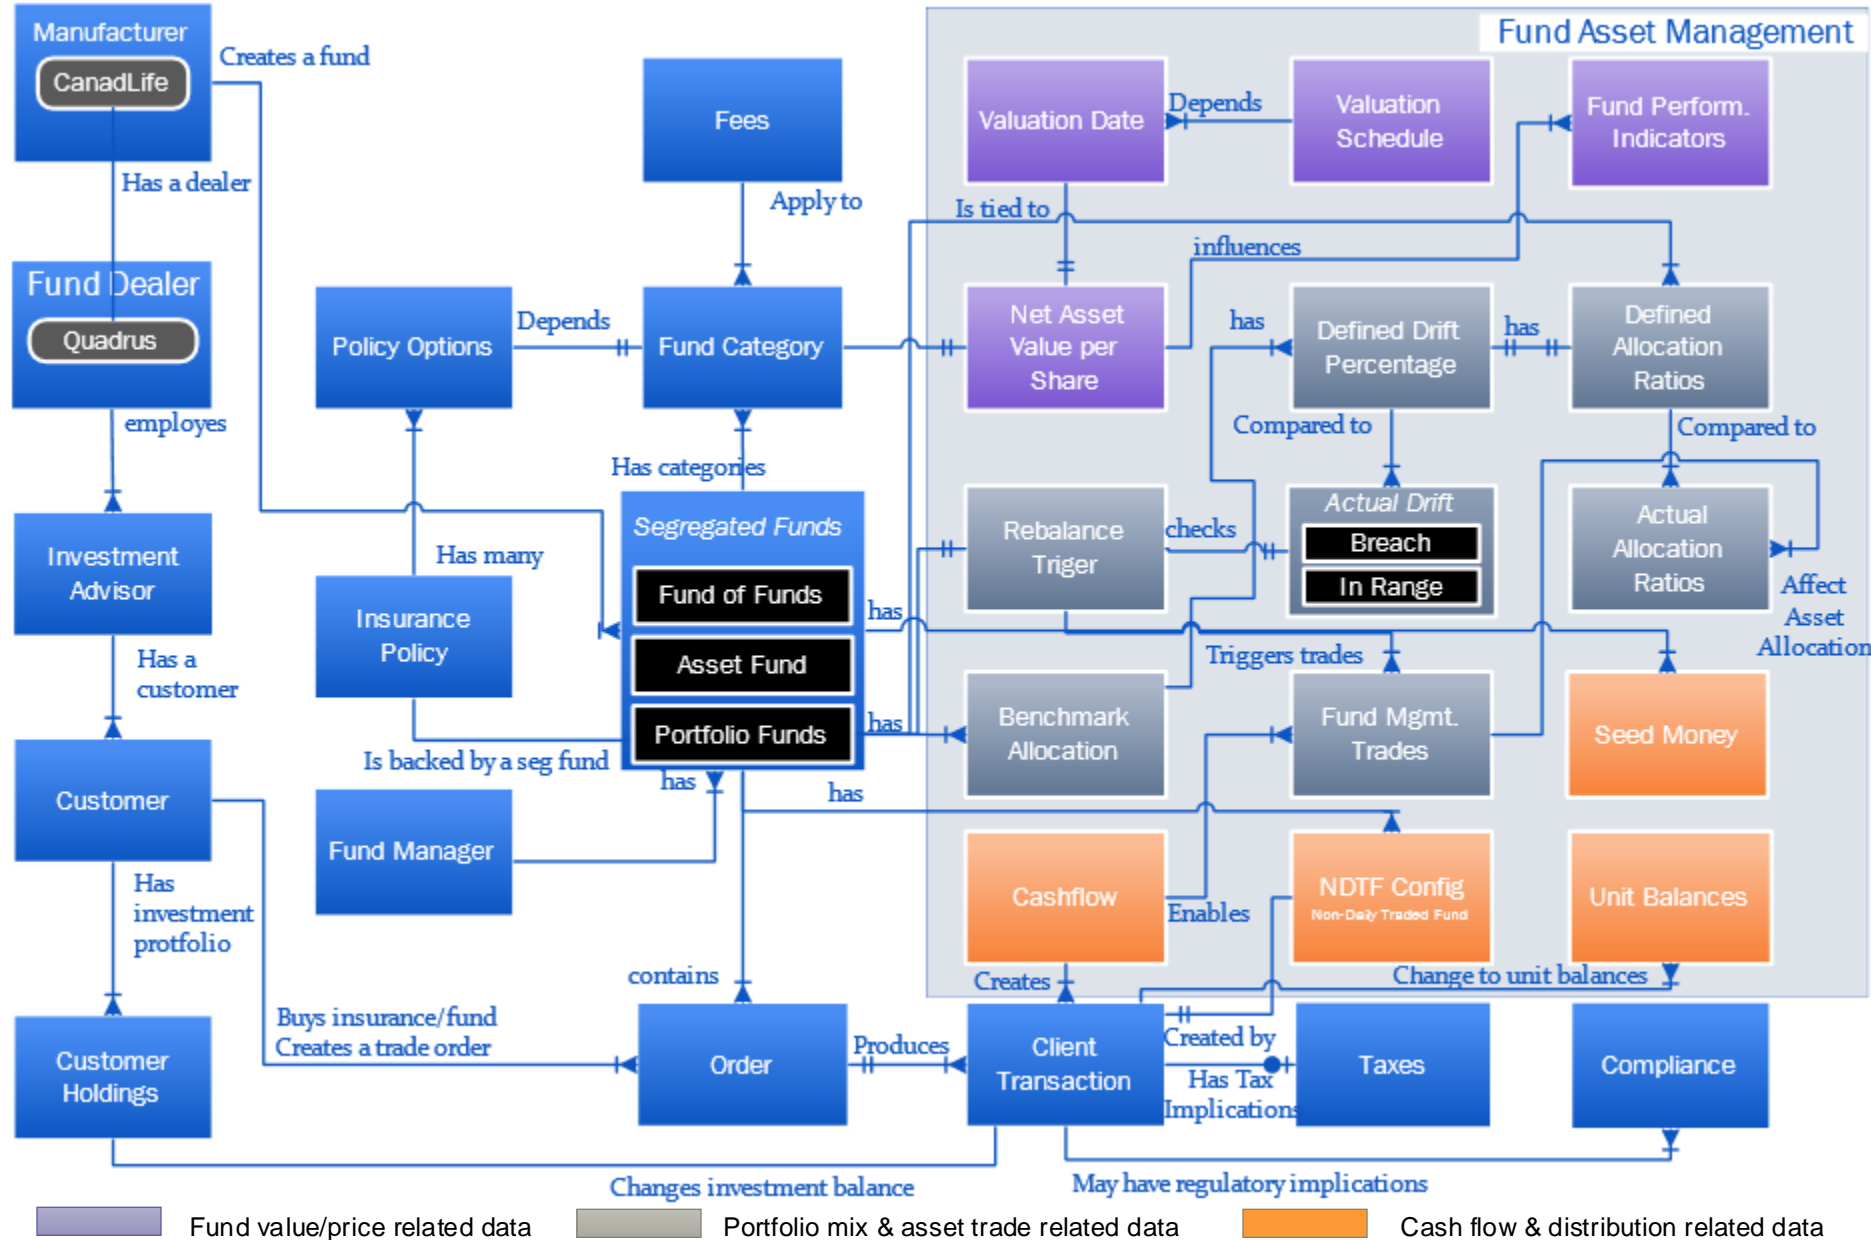 Fund Asset Management
Manufacturer
CanadLife
Creates a fund
Has a dealer
Fund Dealer
Quadrus
employes
Investment
Advisor
Has a
customer
Customer
Has
investment
protfolio
Customer
Holdings
Fees
Apply to
Policy Options
Depends
Fund Category
Has categories
Has many
Insurance
Policy
Is backed by a seg fund
Segregated Funds
Fund of Funds
Asset Fund
Portfolio Funds
has
has
has
has
Fund Manager
contains
Buys insurance/fund
Creates a trade order
Order
Produces
Valuation Date
Depends
Valuation
Schedule
Fund Perform.
Indicators
Is tied to
influences
Net Asset
Value per
Share
has
Defined Drift
Percentage
has
Defined
Allocation
Ratios
Compared to
Compared to
Rebalance
Triger
checks
Actual Drift
Breach
In Range
Actual
Allocation
Ratios
Affect
Asset
Allocation
Triggers trades
Benchmark
Allocation
Fund Mgmt.
Trades
Seed Money
Cashflow
Enables
NDTF Config
Non-Daily Traded Fund
Unit Balances
Creates
Change to unit balances
Client
Transaction
Created by
Has Tax
Implications
Taxes
Compliance
Changes investment balance
May have regulatory implications
Fund value/price related data
Portfolio mix & asset trade related data
Cash flow & distribution related data